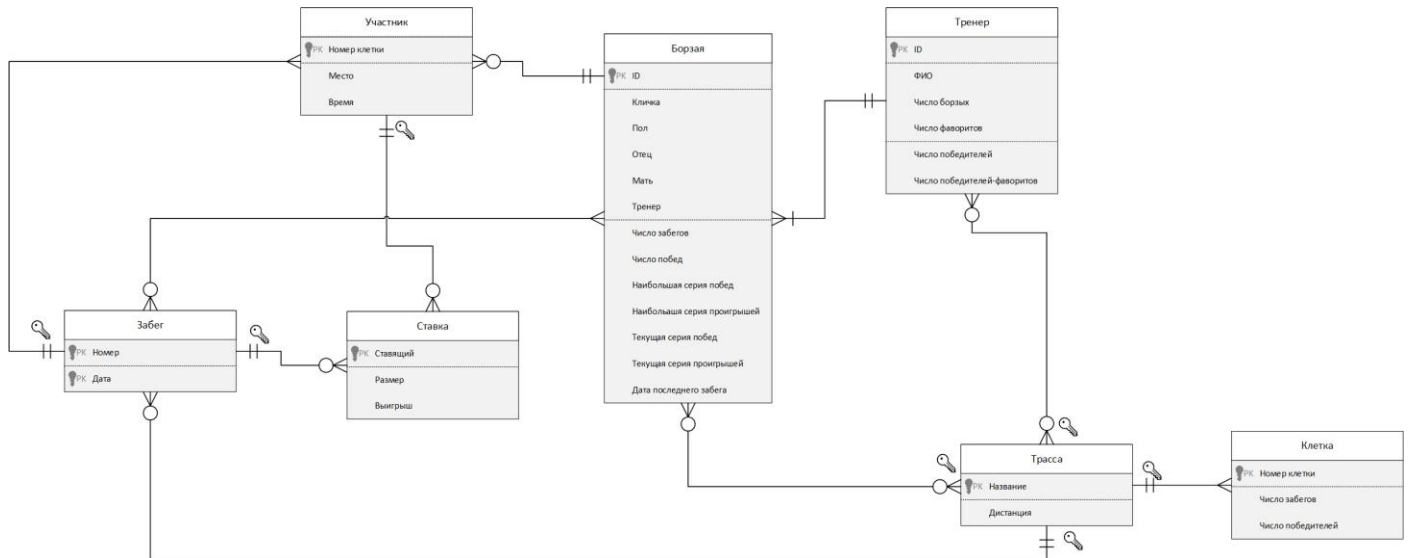 Участник
PK Номер клетки
Место
Время
Борзая
PK ID
Кличка
Пол
Отец
Мать
Тренер
Число забегов
Число побед
Наибольшая серия побед
Наибольшая серия проигрышей
Текущая серия побед
Текущая серия проигрышей
Дата последнего забега
Тренер
PK ID
ФИО
Число борзых
Число фаворитов
Число победителей
Число победителей-фаворитов
Забег
PK Номер
PK Дата
Ставка
PK Ставящий
Размер
Выигрыш
Трасса
PK Название
Дистанция
Клетка
PK Номер клетки
Число забегов
Число победителей